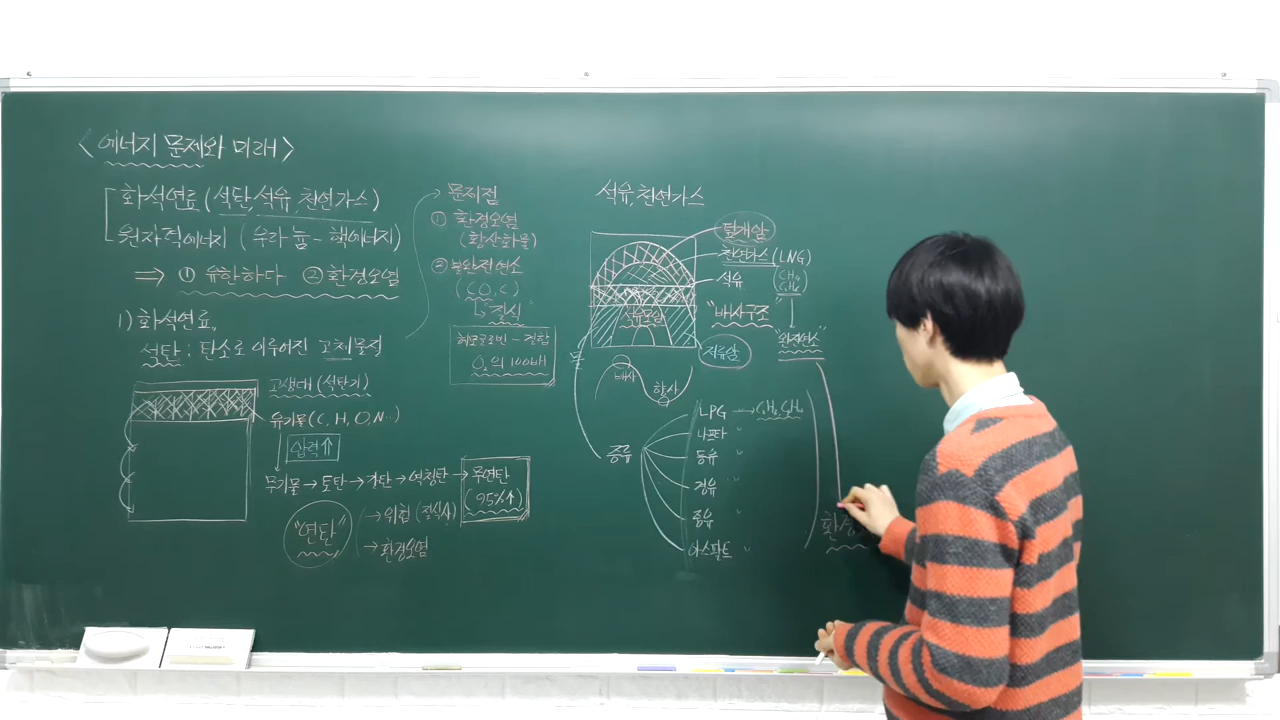 <에너지 문제와 미래>
화석연료 (석탄, 석유, 천연가스)
원자력에너지 (우라늄 - 핵에너지)
⇒ ① 유한하다 ② 환경오염
1) 화석연료
석탄 : 탄소로 이루어진 고체물질
고생대 (석탄기)
유기물 (C, H, O, N..)
압력↑
무기물 → 토탄 → 갈탄 → 역청탄 → 무연탄
(95%↑)
"연탄"
→ 위험 (질식사)
→ 환경오염
→ 문제점
① 환경오염
(황산화물)
② 불완전연소
(CO, C)
↳ 질식
헤모글로빈 - 결합
O₂의 100배
석유, 천연가스
덮개암
천연가스 (LNG)
석유
(CH₄
"배사구조"
"완전연소"
석유모암
저류암
물
배사
향사
증류
LPG → C₃H₈, C₄H₁₀
나프타 "
등유 "
경유 "
중유 "
아스팔트 "